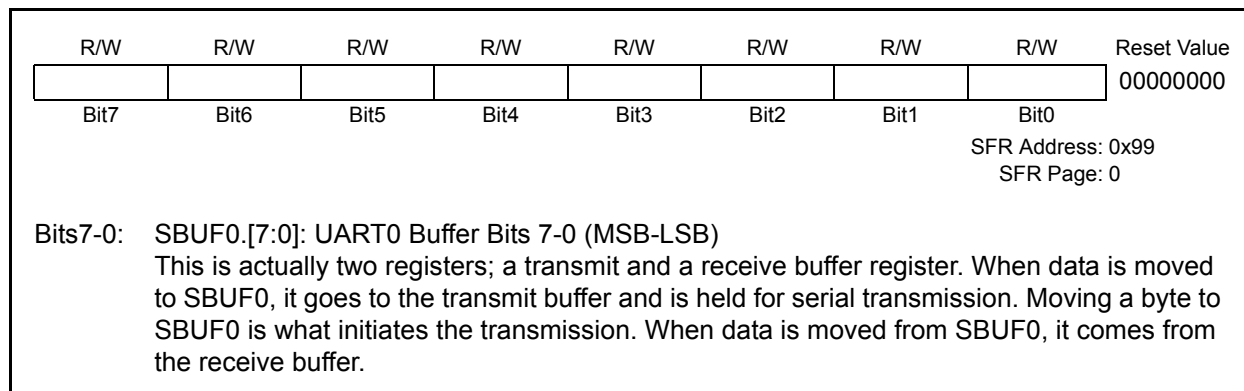 R/W R/W R/W R/W R/W R/W R/W R/W Reset Value
00000000
Bit7 Bit6 Bit5 Bit4 Bit3 Bit2 Bit1 Bit0
SFR Address: 0x99
SFR Page: 0
Bits7-0: SBUF0.[7:0]: UART0 Buffer Bits 7-0 (MSB-LSB)
This is actually two registers; a transmit and a receive buffer register. When data is moved
to SBUF0, it goes to the transmit buffer and is held for serial transmission. Moving a byte to
SBUF0 is what initiates the transmission. When data is moved from SBUF0, it comes from
the receive buffer.